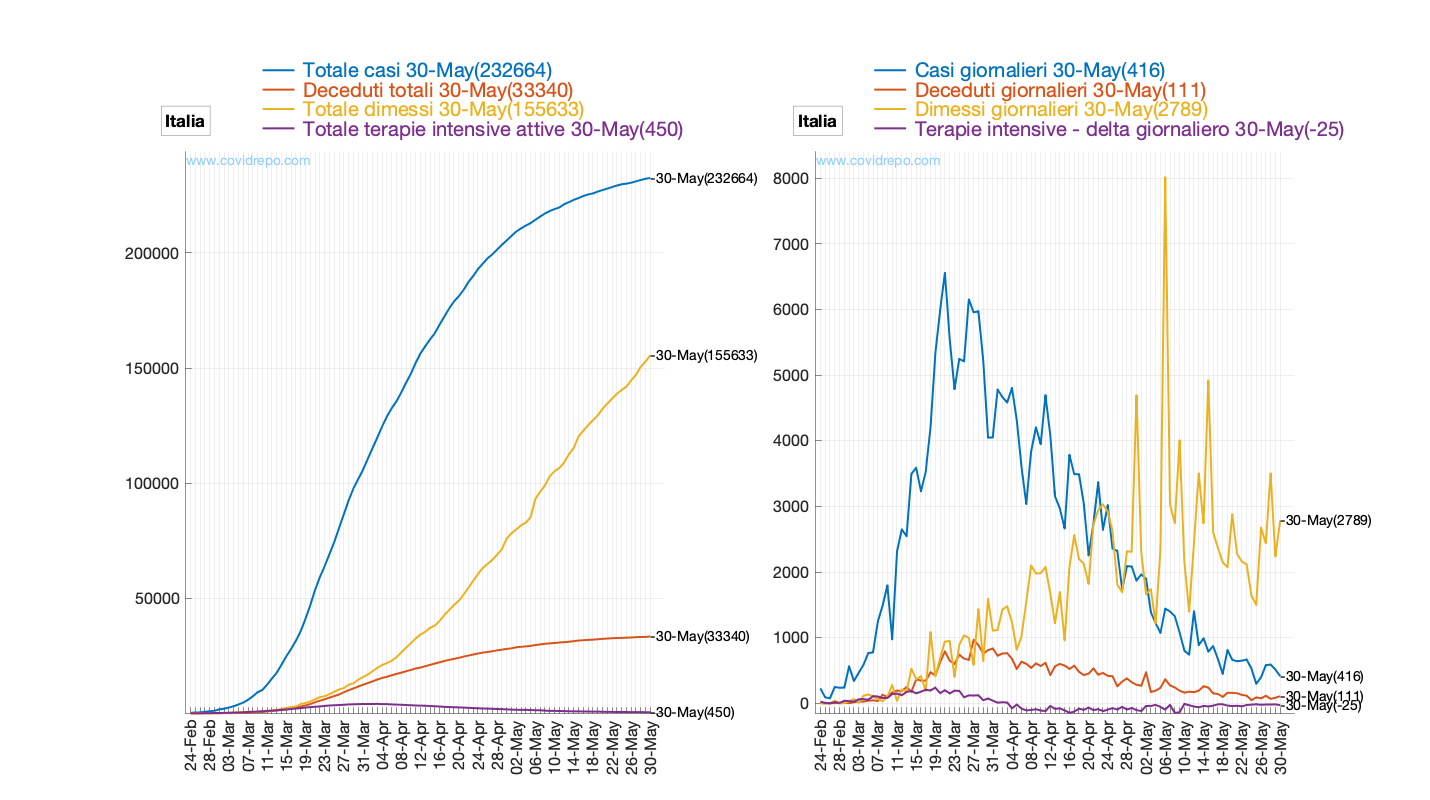 Totale casi 30-May(232664)
Deceduti totali 30-May(33340)
Totale dimessi 30-May(155633)
Totale terapie intensive attive 30-May(450)
Italia
www.covidrepo.com
200000
150000
100000
50000
30-May(232664)
30-May(155633)
30-May(33340)
30-May(450)
24-Feb
28-Feb
03-Mar
07-Mar
11-Mar
15-Mar
19-Mar
23-Mar
27-Mar
31-Mar
04-Apr
08-Apr
12-Apr
16-Apr
20-Apr
24-Apr
28-Apr
02-May
06-May
10-May
14-May
18-May
22-May
26-May
30-May
Casi giornalieri 30-May(416)
Deceduti giornalieri 30-May(111)
Dimessi giornalieri 30-May(2789)
Terapie intensive - delta giornaliero 30-May(-25)
Italia
www.covidrepo.com
8000
7000
6000
5000
4000
3000
2000
1000
0
30-May(2789)
30-May(416)
30-May(111)
30-May(-25)
24-Feb
28-Feb
03-Mar
07-Mar
11-Mar
15-Mar
19-Mar
23-Mar
27-Mar
31-Mar
04-Apr
08-Apr
12-Apr
16-Apr
20-Apr
24-Apr
28-Apr
02-May
06-May
10-May
14-May
18-May
22-May
26-May
30-May